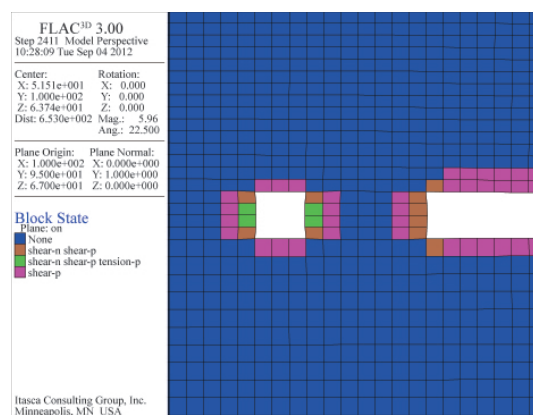 FLAC3D 3.00
Step 2411 Model Perspective
10:28:09 Tue Sep 04 2012
Center: Rotation:
X: 5.151e+001 X: 0.000
Y: 1.000e+002 Y: 0.000
Z: 6.374e+001 Z: 0.000
Dist: 6.530e+002 Mag.: 5.96
Ang.: 22.500
Plane Origin: Plane Normal:
X: 1.000e+002 X: 0.000e+000
Y: 9.500e+001 Y: 1.000e+000
Z: 6.700e+001 Z: 0.000e+000
Block State
Plane: on
None
shear-n shear-p
shear-n shear-p tension-p
shear-p
Itasca Consulting Group, Inc.
Minneapolis, MN USA